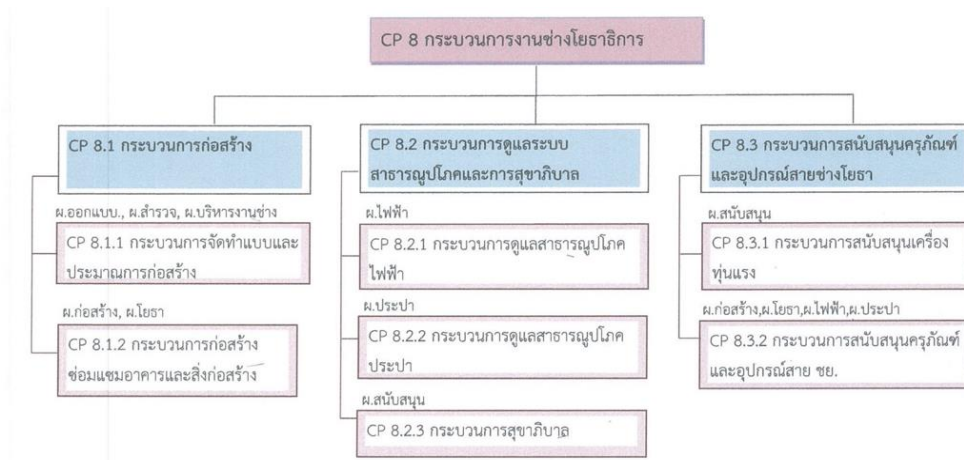 CP 8 กระบวนการงานช่างโยธาธิการ
CP 8.1 กระบวนการก่อสร้าง
ผ.ออกแบบ., ผ.สำรวจ, ผ.บริหารงานช่าง
CP 8.1.1 กระบวนการจัดทำแบบและ
ประมาณการก่อสร้าง
ผ.ก่อสร้าง, ผ.โยธา
CP 8.1.2 กระบวนการก่อสร้าง
ซ่อมแซมอาคารและสิ่งก่อสร้าง
CP 8.2 กระบวนการดูแลระบบ
สาธารณูปโภคและการสุขาภิบาล
ผ.ไฟฟ้า
CP 8.2.1 กระบวนการดูแลสาธารณูปโภค
ไฟฟ้า
ผ.ประปา
CP 8.2.2 กระบวนการดูแลสาธารณูปโภค
ประปา
ผ.สนับสนุน
CP 8.2.3 กระบวนการสุขาภิบาล
CP 8.3 กระบวนการสนับสนุนครุภัณฑ์
และอุปกรณ์สายช่างโยธา
ผ.สนับสนุน
CP 8.3.1 กระบวนการสนับสนุนเครื่อง
ทุ่นแรง
ผ.ก่อสร้าง,ผ.โยธา,ผ.ไฟฟ้า,ผ.ประปา
CP 8.3.2 กระบวนการสนับสนุนครุภัณฑ์
และอุปกรณ์สาย ชย.